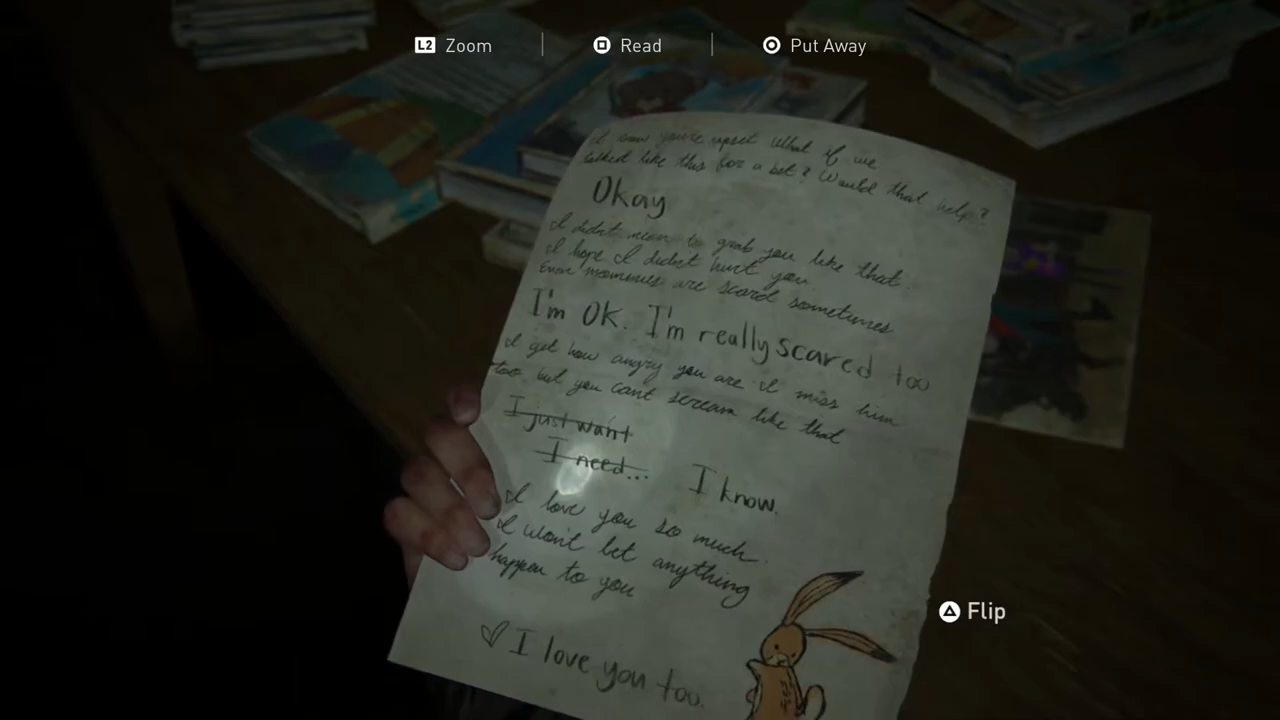 L2 Zoom
Read
Put Away
I know you're upset What if we
talked like this for a bit? Would that help?
Okay
I didn't mean to grab you like that.
I hope I didn't hurt you.
Even mommies are scard sometimes
I'm OK. I'm really scared too
I get how angry you are I miss him
too but you cant scream like that
I just want
I need...
I know.
I love you so much.
I won't let anything
happen to you
I love you too.
Flip